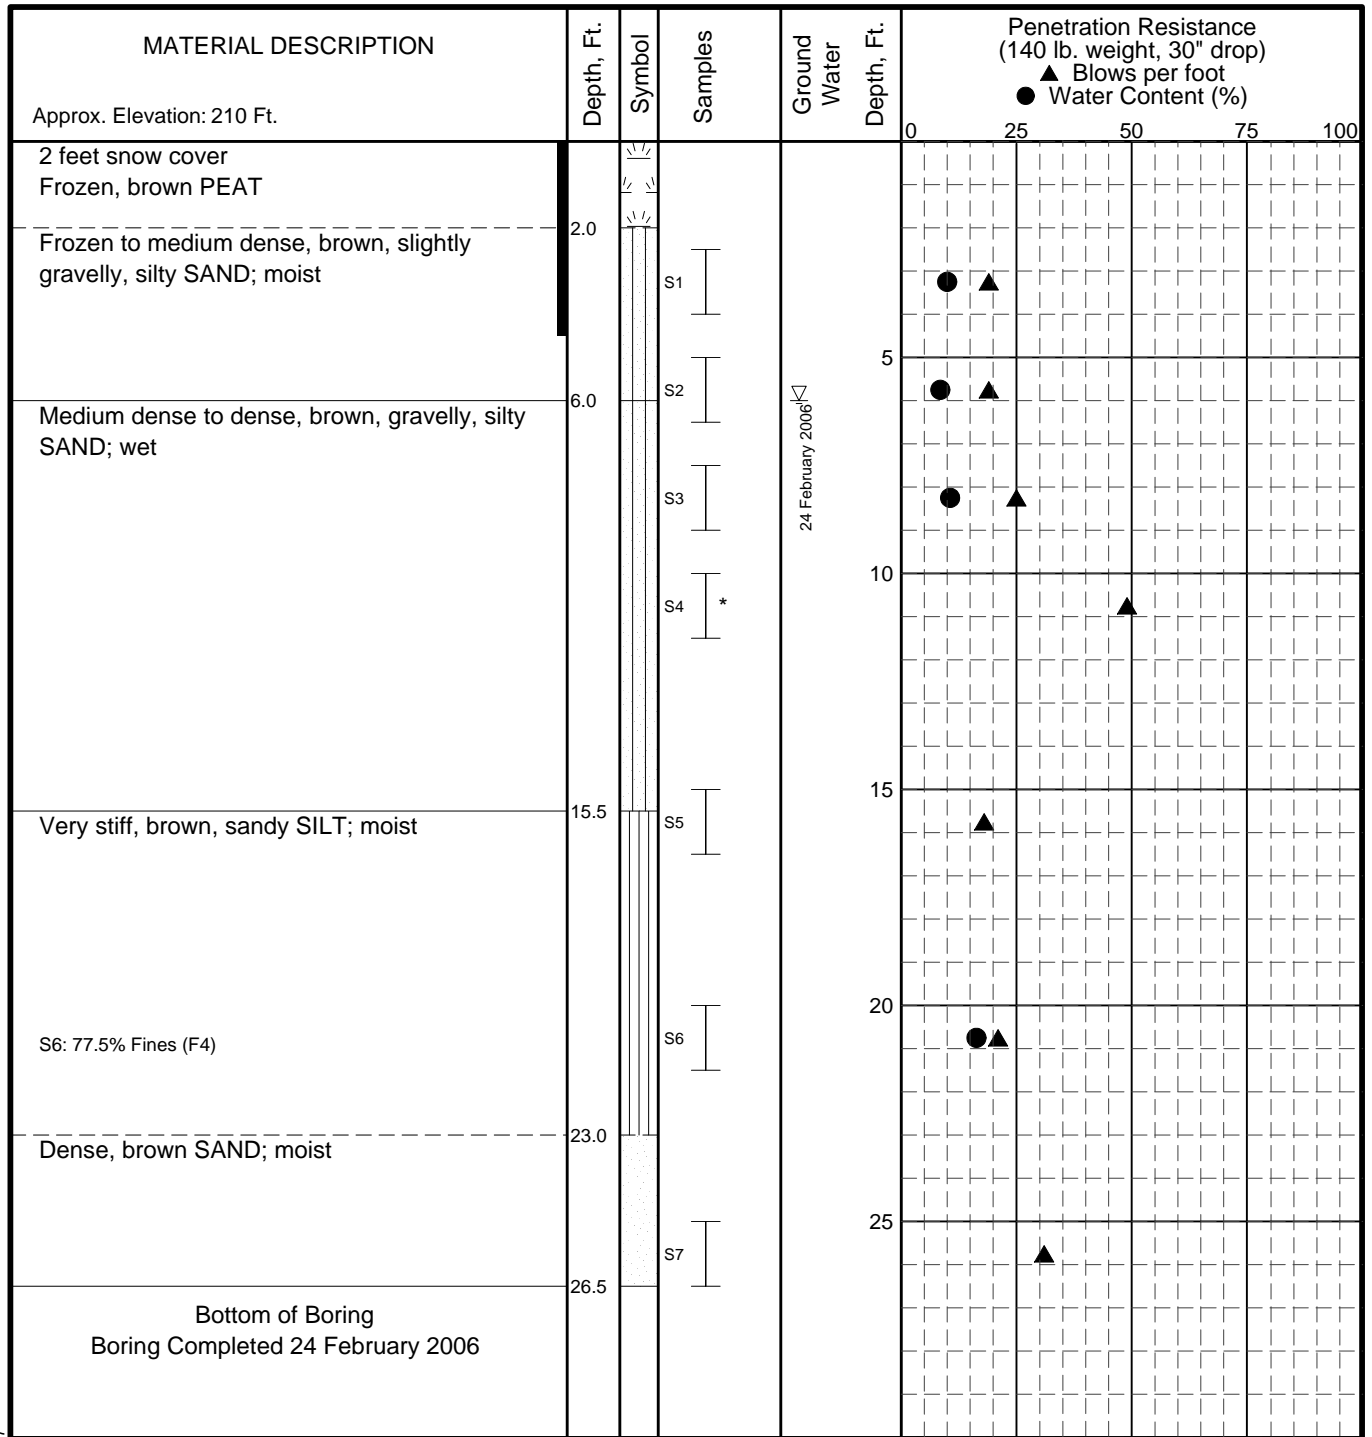 MATERIAL DESCRIPTION
Approx. Elevation: 210 Ft.
Depth, Ft.
Symbol
Samples
Ground
Water
Depth, Ft.
Penetration Resistance
(140 lb. weight, 30" drop)
▲ Blows per foot
● Water Content (%)
0 25 50 75 100
2 feet snow cover
Frozen, brown PEAT
2.0
Frozen to medium dense, brown, slightly
gravelly, silty SAND; moist
S1
5
S2
6.0
Medium dense to dense, brown, gravelly, silty
SAND; wet
24 February 2006
S3
10
S4 *
15
15.5
Very stiff, brown, sandy SILT; moist
S5
20
S6: 77.5% Fines (F4)
S6
23.0
Dense, brown SAND; moist
25
S7
26.5
Bottom of Boring
Boring Completed 24 February 2006